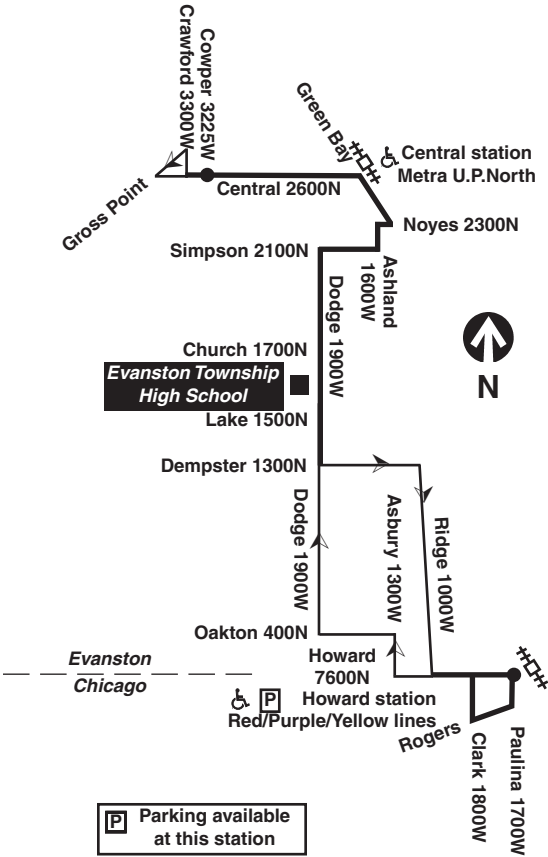 Crawford 3300W
Cowper 3225W
Green Bay
Central station
Metra U.P.North
Central 2600N
Gross Point
Noyes 2300N
Simpson 2100N
Ashland
1600W
Dodge 1900W
Church 1700N
Evanston Township
High School
N
Lake 1500N
Dempster 1300N
Dodge 1900W
Asbury 1300W
Ridge 1000W
Oakton 400N
Evanston
Chicago
Howard
7600N
P
Howard station
Red/Purple/Yellow lines
Rogers
Clark 1800W
Paulina 1700W
P
Parking available
at this station